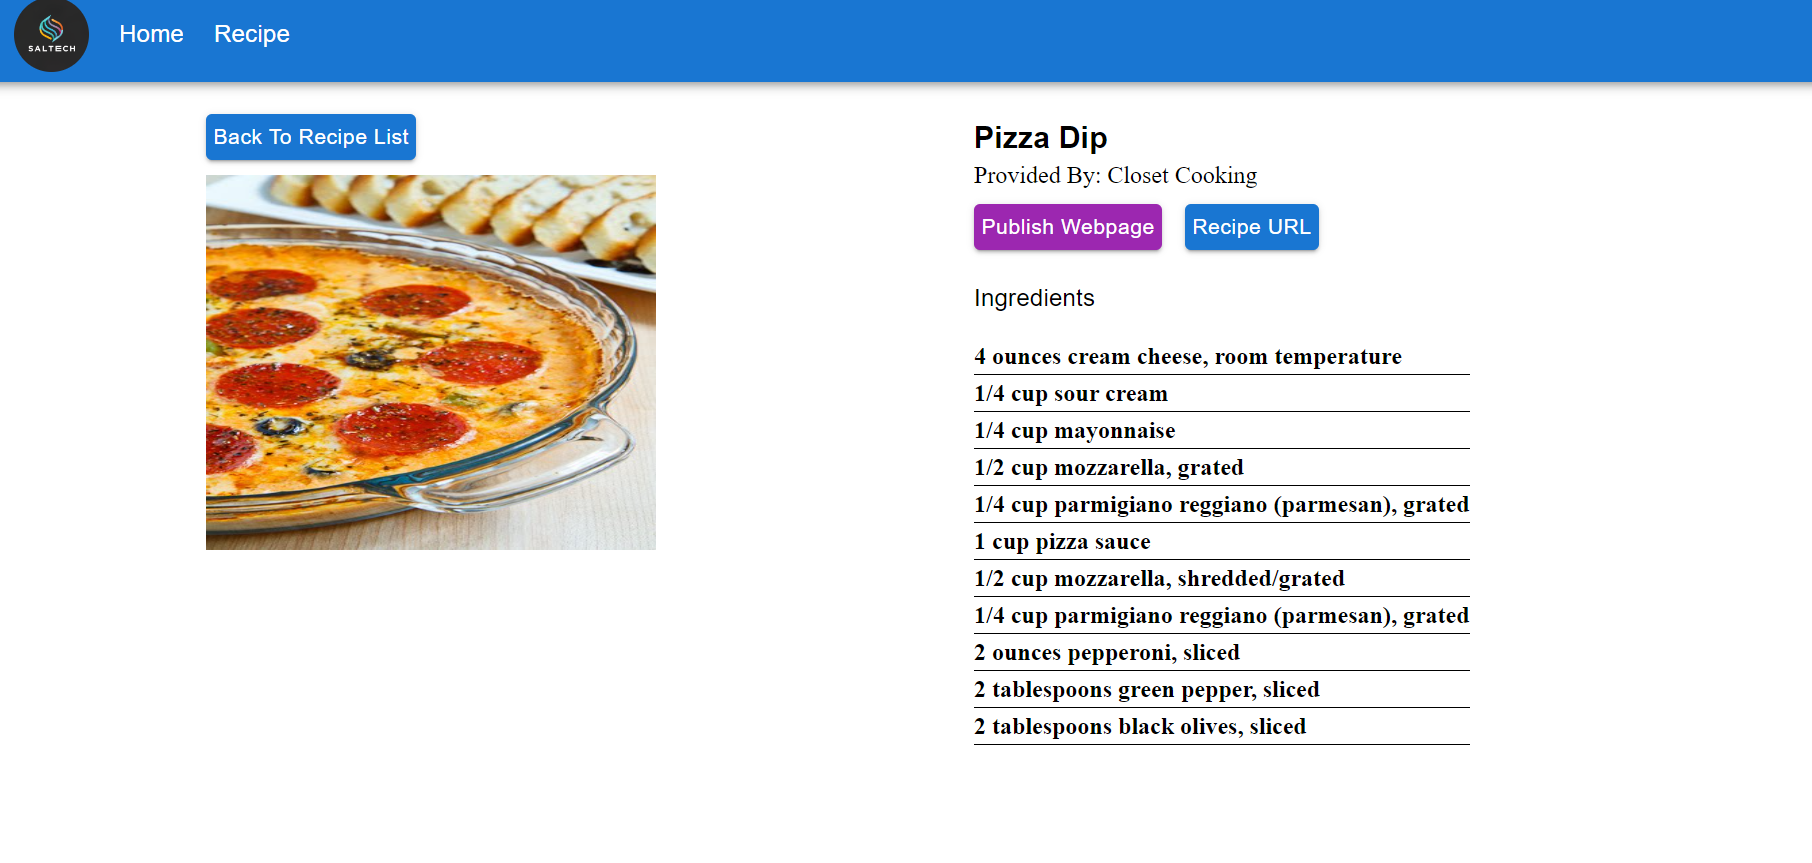 SALTECH
Home
Recipe
Back To Recipe List
Pizza Dip
Provided By: Closet Cooking
Publish Webpage
Recipe URL
Ingredients
4 ounces cream cheese, room temperature
1/4 cup sour cream
1/4 cup mayonnaise
1/2 cup mozzarella, grated
1/4 cup parmigiano reggiano (parmesan), grated
1 cup pizza sauce
1/2 cup mozzarella, shredded/grated
1/4 cup parmigiano reggiano (parmesan), grated
2 ounces pepperoni, sliced
2 tablespoons green pepper, sliced
2 tablespoons black olives, sliced